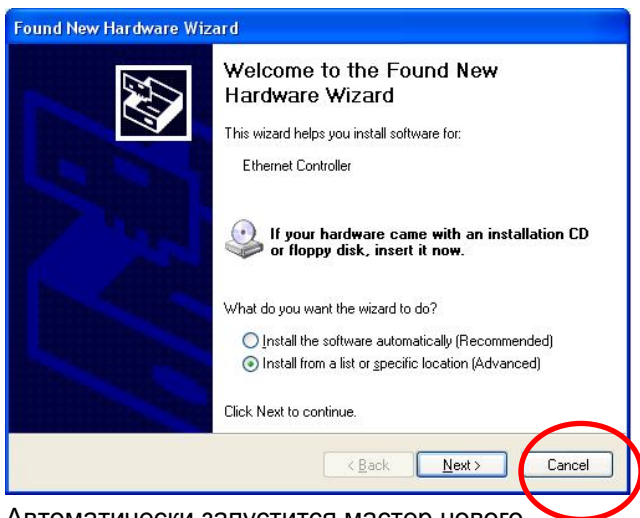 Found New Hardware Wizard
Welcome to the Found New
Hardware Wizard
This wizard helps you install software for:
Ethernet Controller
If your hardware came with an installation CD
or floppy disk, insert it now.
What do you want the wizard to do?
Install the software automatically (Recommended)
Install from a list or specific location (Advanced)
Click Next to continue.
< Back Next > Cancel
Автоматически запустится мастер нового